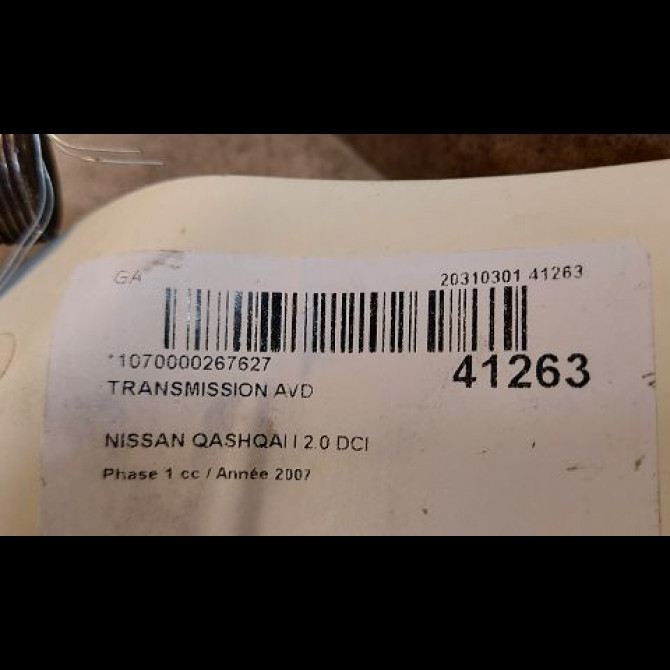 GA 20310301 41263
*1070000267627 41263
TRANSMISSION AVD
NISSAN QASHQAI I 2.0 DCI
Phase 1 cc / Année 2007